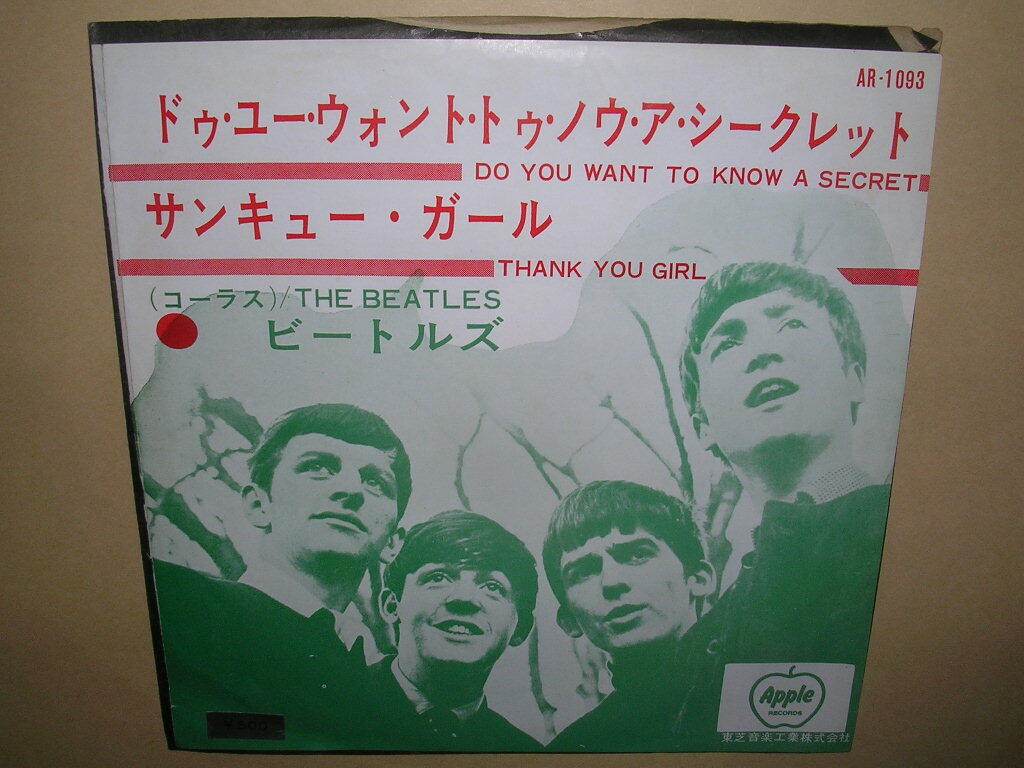 AR-1093
ドゥ・ユー・ウォント・トゥ・ノウ・ア・シークレット
DO YOU WANT TO KNOW A SECRET
サンキュー・ガール
THANK YOU GIRL
(コーラス)/THE BEATLES
ビートルズ
Apple
RECORDS
東芝音楽工業株式会社
¥500